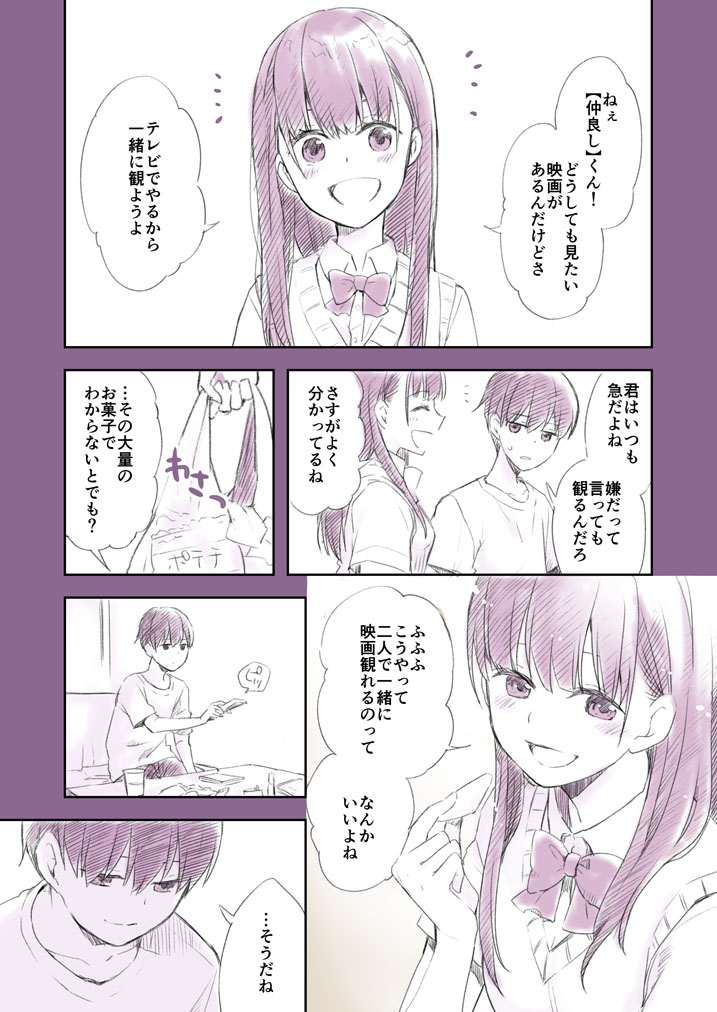 ねぇ
【仲良し】くん!
どうしても見たい
映画が
あるんだけどさ
テレビでやるから
一緒に観ようよ
君はいつも
急だよね
嫌だって
言っても
観るんだろ
さすがよく
分かってるね
…その大量の
お菓子で
わからないとでも?
わさっ
ポテチ
ふふふ
こうやって
二人で一緒に
映画観れるのって
なんか
いいよね
…そうだね